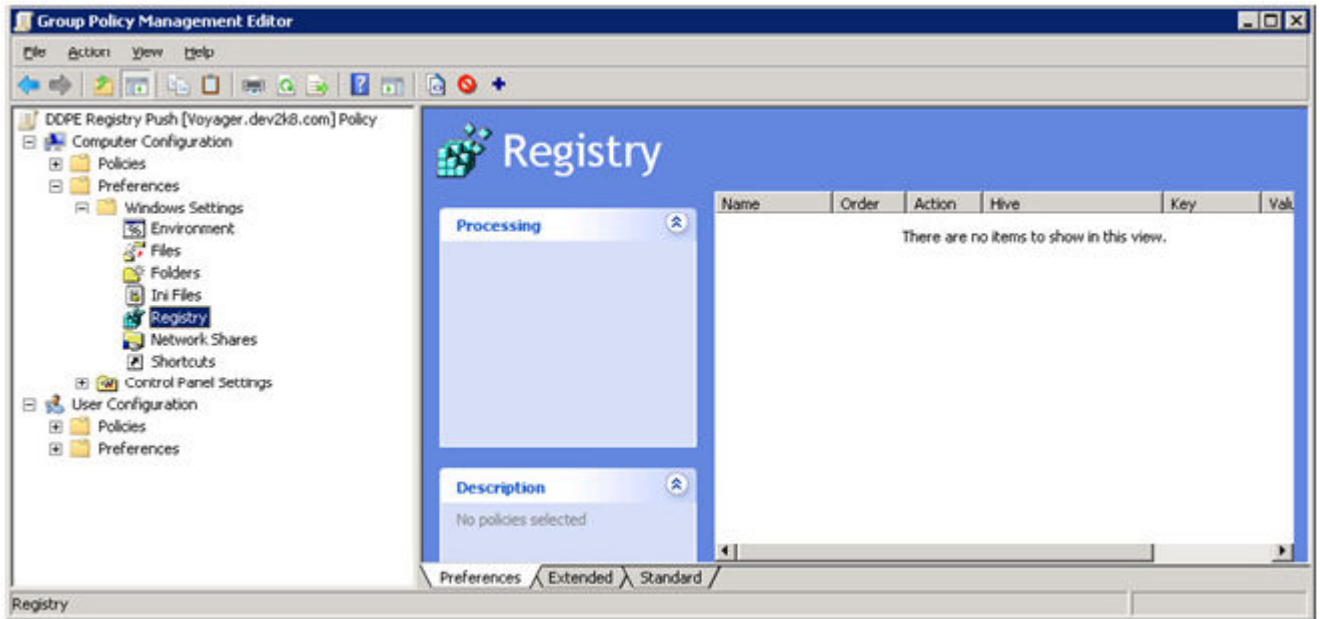 Group Policy Management Editor
File Action View Help
DDPE Registry Push [Voyager.dev2k8.com] Policy
Computer Configuration
Policies
Preferences
Windows Settings
Environment
Files
Folders
Ini Files
Registry
Network Shares
Shortcuts
Control Panel Settings
User Configuration
Policies
Preferences
Registry
Processing
Description
No policies selected
Name Order Action Hive Key Valu
There are no items to show in this view.
Preferences Extended Standard
Registry